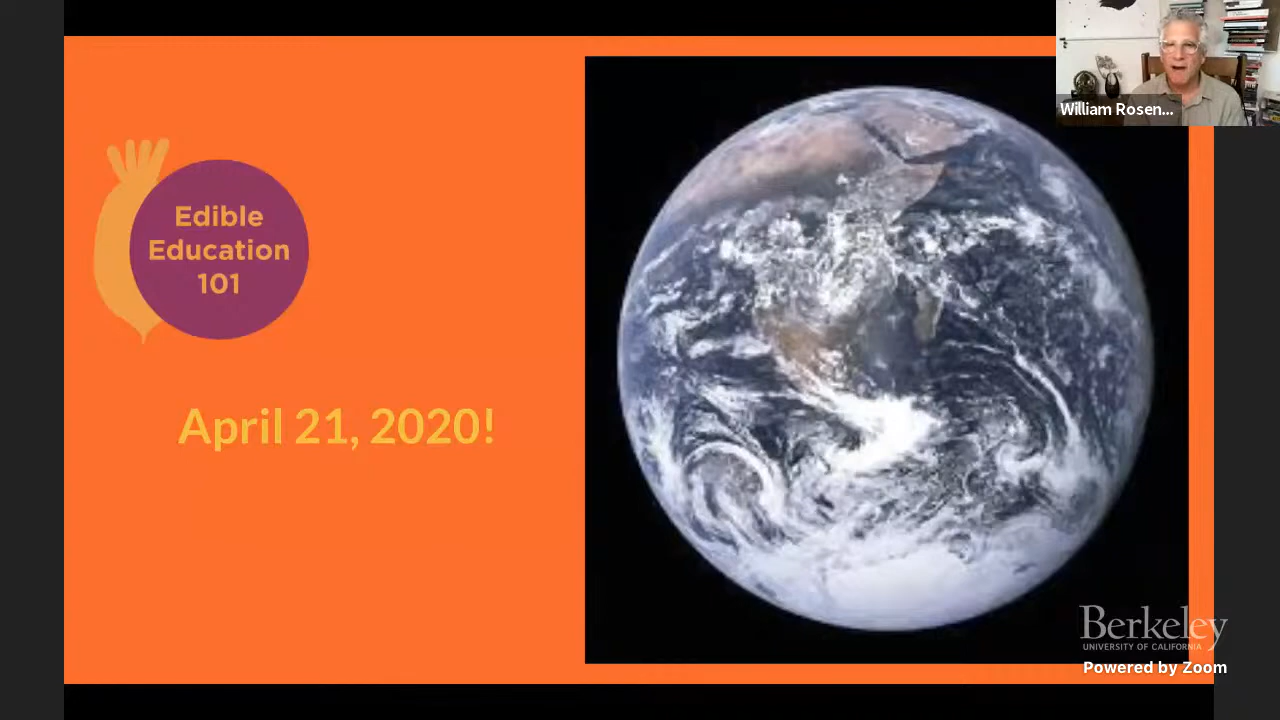 Edible
Education
101
April 21, 2020!
William Rosen...
Berkeley
UNIVERSITY OF CALIFORNIA
Powered by Zoom